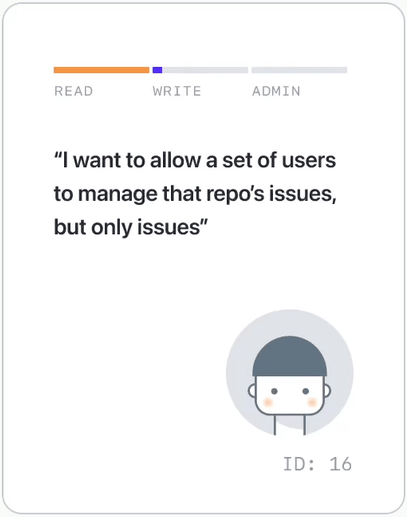 READ WRITE ADMIN
“I want to allow a set of users
to manage that repo’s issues,
but only issues”
ID: 16